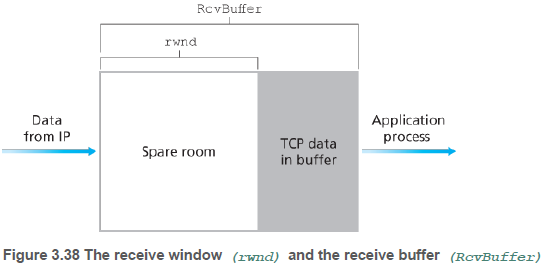 RcvBuffer
rwnd
Data
from IP
Spare room
TCP data
in buffer
Application
process
Figure 3.38 The receive window (rwnd) and the receive buffer (RcvBuffer)